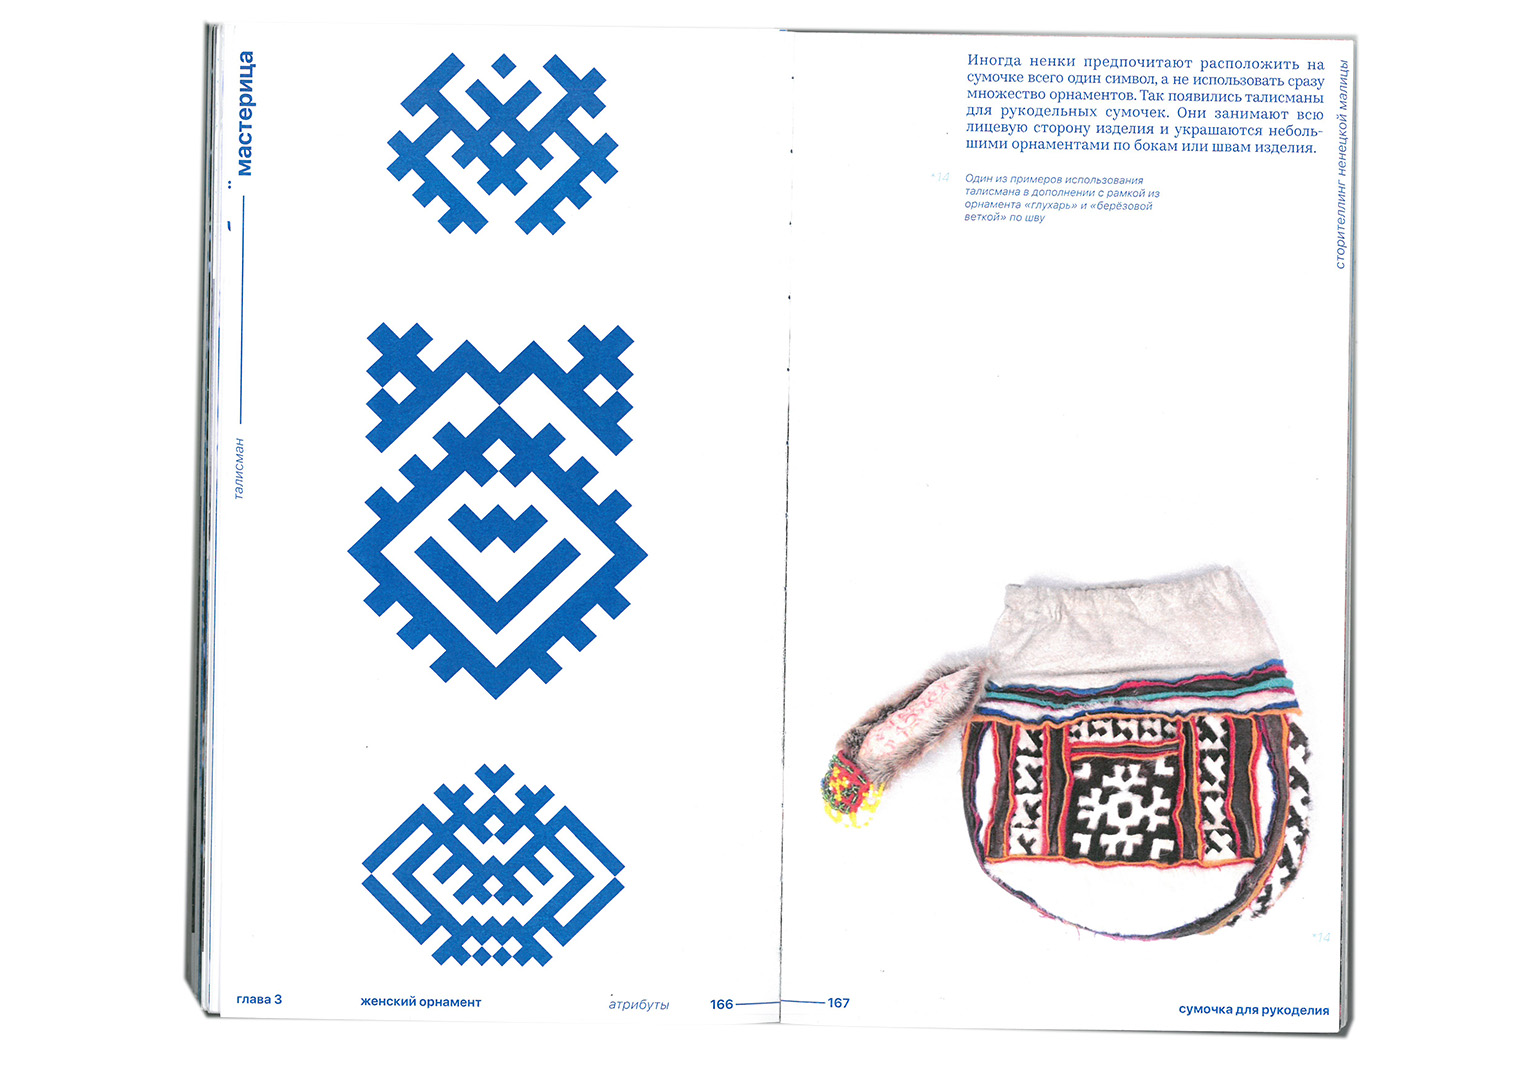 мастерица
талисман
глава 3
женский орнамент
атрибуты
166
Иногда ненки предпочитают расположить на
сумочке всего один символ, а не использовать сразу
множество орнаментов. Так появились талисманы
для рукодельных сумочек. Они занимают всю
лицевую сторону изделия и украшаются неболь-
шими орнаментами по бокам или швам изделия.
*14
Один из примеров использования
талисмана в дополнении с рамкой из
орнамента «глухарь» и «берёзовой
веткой» по шву
сторителлинг ненецкой малицы
*14
167
сумочка для рукоделия